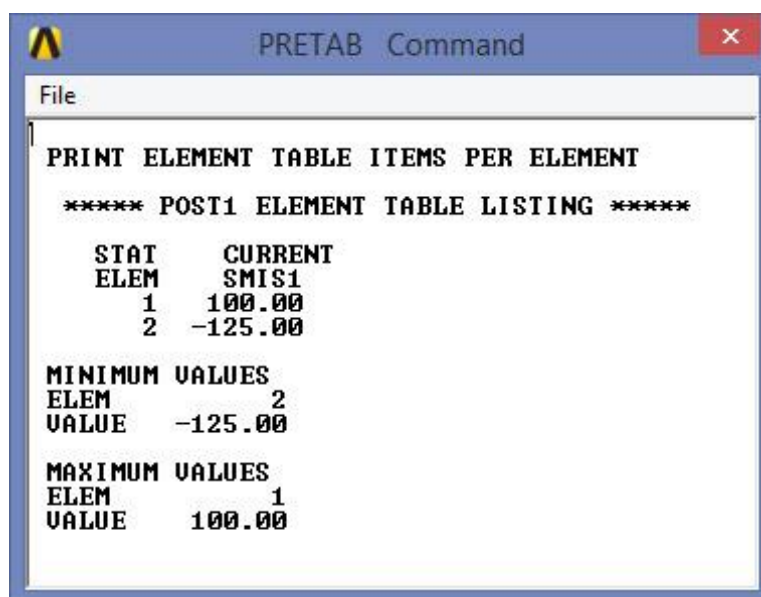 PRETAB Command
File
PRINT ELEMENT TABLE ITEMS PER ELEMENT
***** POST1 ELEMENT TABLE LISTING *****
STAT CURRENT
ELEM SMIS1
1 100.00
2 -125.00
MINIMUM VALUES
ELEM 2
VALUE -125.00
MAXIMUM VALUES
ELEM 1
VALUE 100.00